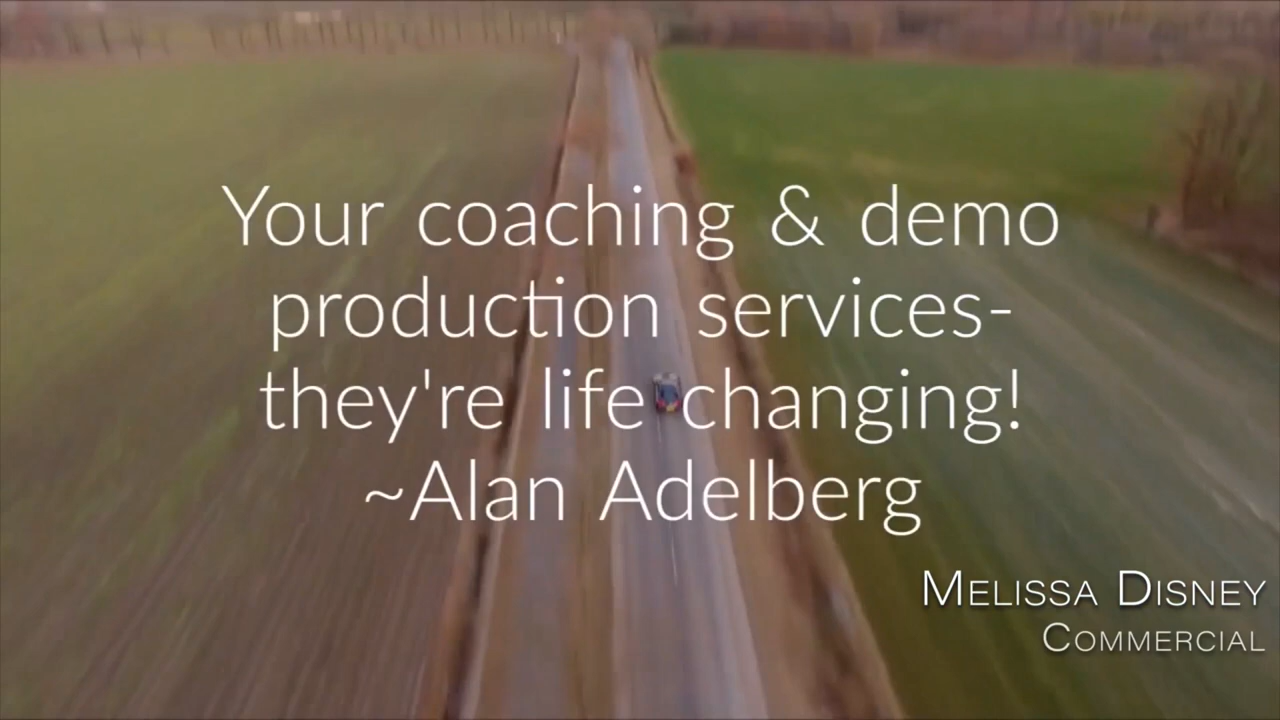 Your coaching & demo
production services-
they're life changing!
~Alan Adelberg
MELISSA DISNEY
COMMERCIAL